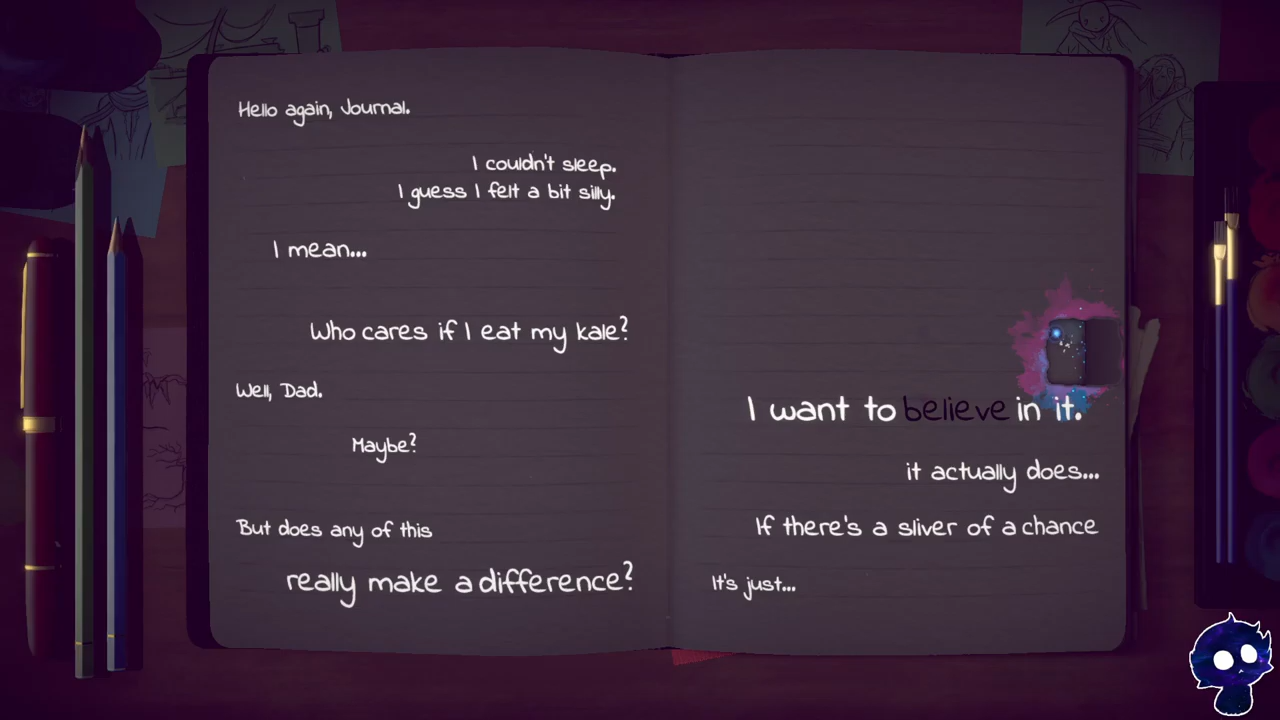 Hello again, Journal.
I couldn't sleep.
I guess I felt a bit silly.
I mean...
Who cares if I eat my kale?
Well, Dad.
Maybe?
But does any of this
really make a difference?
I want to believe in it.
it actually does...
If there's a sliver of a chance
It's just...